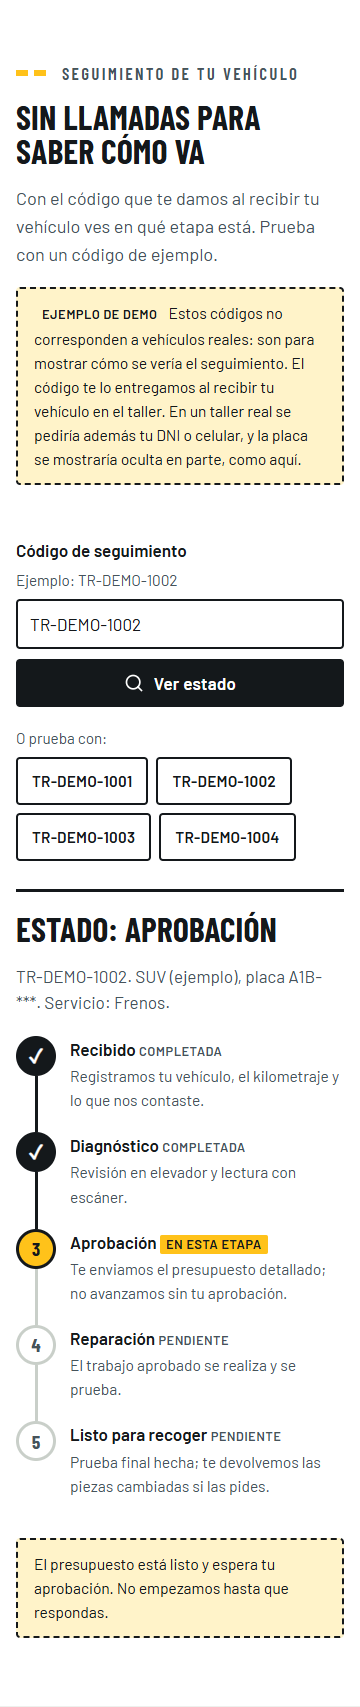 SEGUIMIENTO DE TU VEHÍCULO
SIN LLAMADAS PARA
SABER CÓMO VA
Con el código que te damos al recibir tu
vehículo ves en qué etapa está. Prueba
con un código de ejemplo.
EJEMPLO DE DEMO Estos códigos no
corresponden a vehículos reales: son para
mostrar cómo se vería el seguimiento. El
código te lo entregamos al recibir tu
vehículo en el taller. En un taller real se
pediría además tu DNI o celular, y la placa
se mostraría oculta en parte, como aquí.
Código de seguimiento
Ejemplo: TR-DEMO-1002
TR-DEMO-1002
Ver estado
O prueba con:
TR-DEMO-1001 TR-DEMO-1002
TR-DEMO-1003 TR-DEMO-1004
ESTADO: APROBACIÓN
TR-DEMO-1002. SUV (ejemplo), placa A1B-
***. Servicio: Frenos.
Recibido COMPLETADA
Registramos tu vehículo, el kilometraje y
lo que nos contaste.
Diagnóstico COMPLETADA
Revisión en elevador y lectura con
escáner.
3 Aprobación EN ESTA ETAPA
Te enviamos el presupuesto detallado;
no avanzamos sin tu aprobación.
4 Reparación PENDIENTE
El trabajo aprobado se realiza y se
prueba.
5 Listo para recoger PENDIENTE
Prueba final hecha; te devolvemos las
piezas cambiadas si las pides.
El presupuesto está listo y espera tu
aprobación. No empezamos hasta que
respondas.